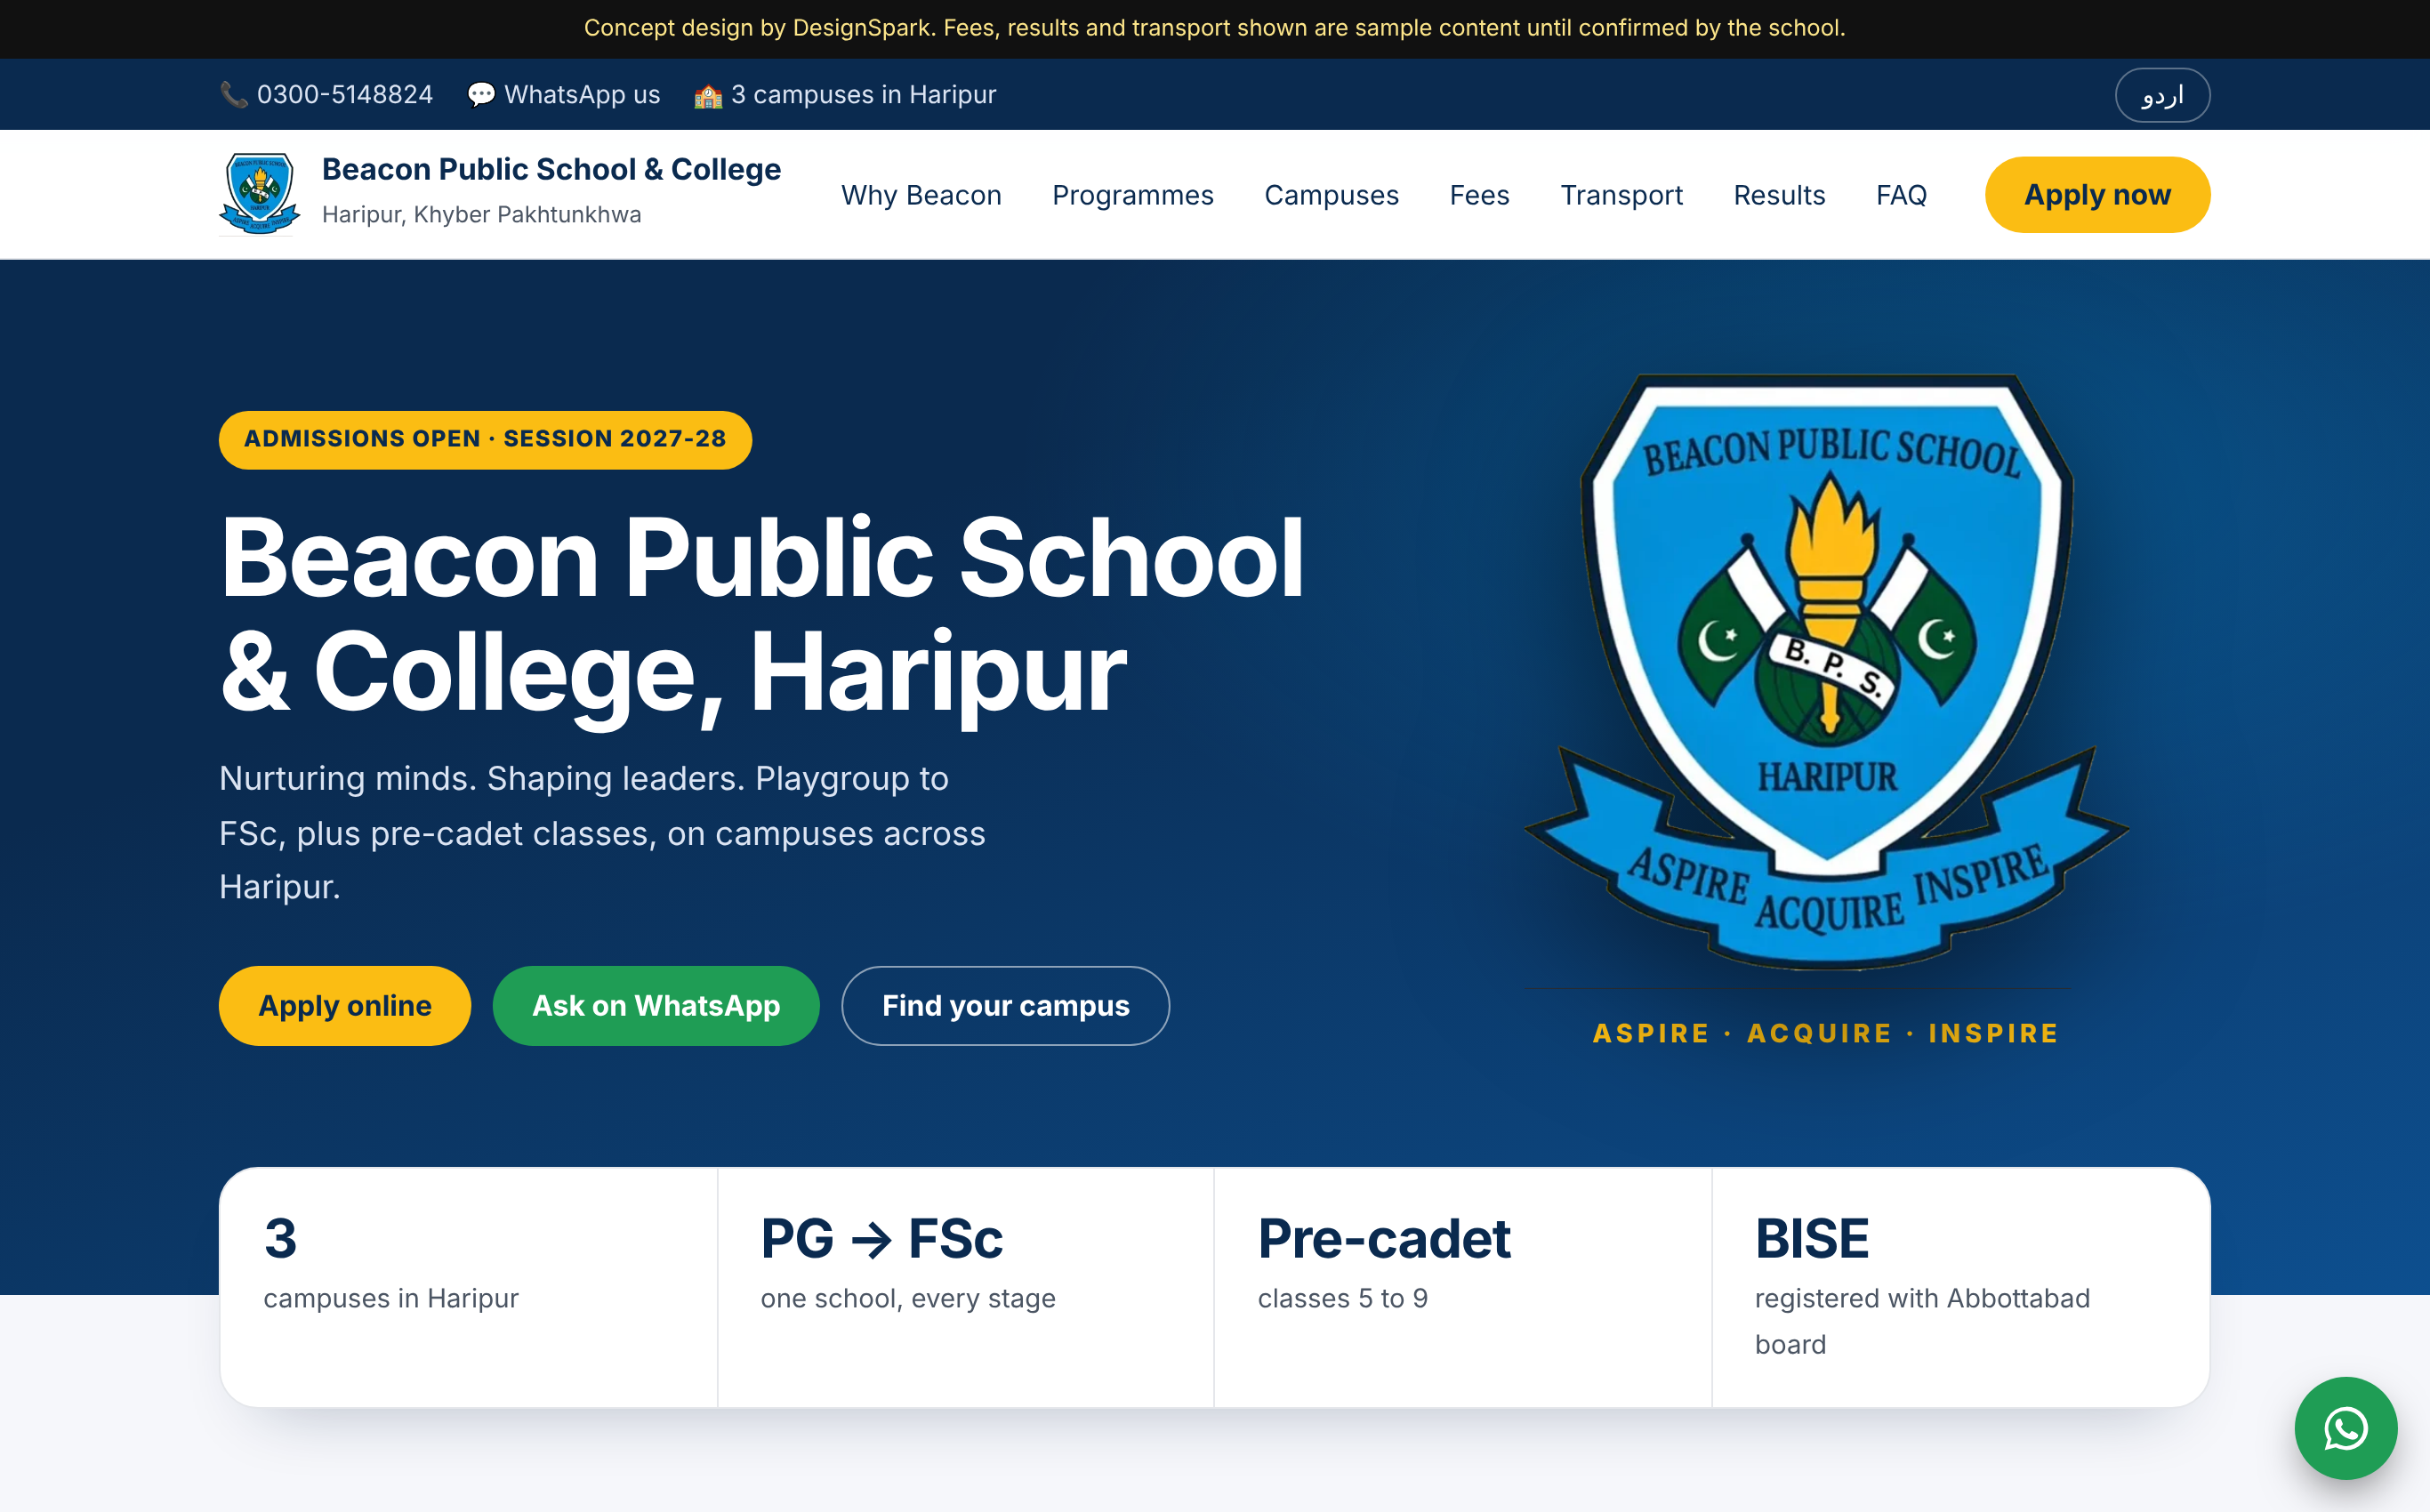 Concept design by DesignSpark. Fees, results and transport shown are sample content until confirmed by the school.
📞 0300-5148824 💬 WhatsApp us 🏫 3 campuses in Haripur اردو
Beacon Public School & College
Haripur, Khyber Pakhtunkhwa
Why Beacon Programmes Campuses Fees Transport Results FAQ Apply now
ADMISSIONS OPEN · SESSION 2027-28
Beacon Public School
& College, Haripur
Nurturing minds. Shaping leaders. Playgroup to
FSc, plus pre-cadet classes, on campuses across
Haripur.
Apply online Ask on WhatsApp Find your campus
BEACON PUBLIC SCHOOL
B. P. S.
HARIPUR
ASPIRE ACQUIRE INSPIRE
ASPIRE · ACQUIRE · INSPIRE
3
campuses in Haripur
PG → FSc
one school, every stage
Pre-cadet
classes 5 to 9
BISE
registered with Abbottabad
board